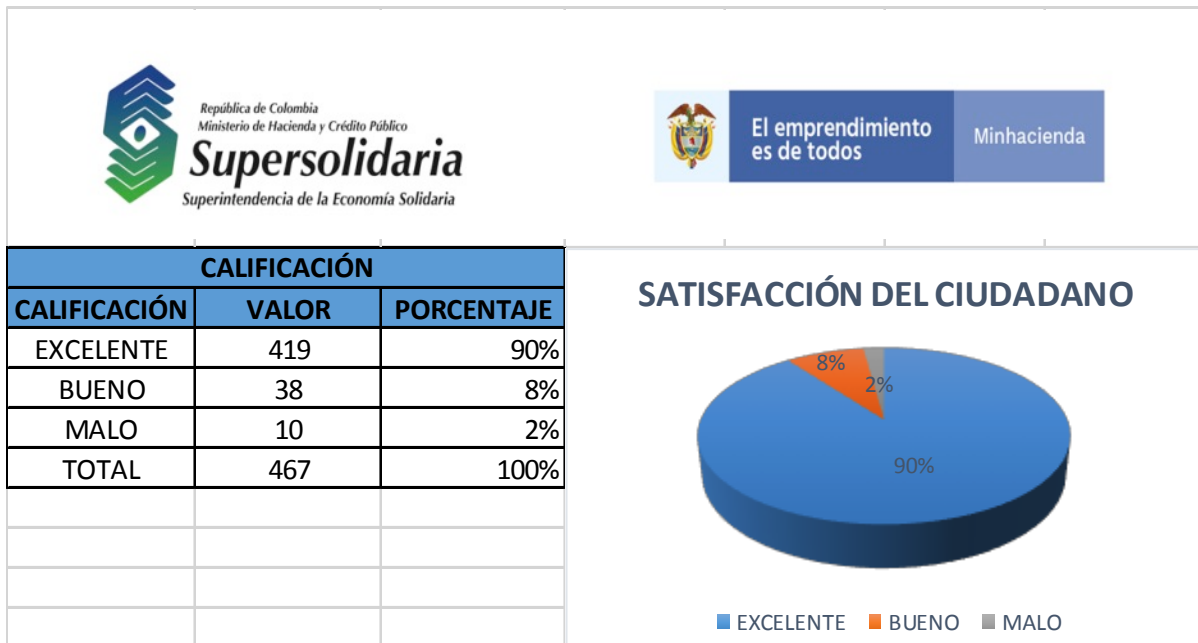 República de Colombia
Ministerio de Hacienda y Crédito Público
Supersolidaria
Superintendencia de la Economía Solidaria
El emprendimiento
es de todos
Minhacienda
CALIFICACIÓN
CALIFICACIÓN VALOR PORCENTAJE
EXCELENTE 419 90%
BUENO 38 8%
MALO 10 2%
TOTAL 467 100%
SATISFACCIÓN DEL CIUDADANO
8%
2%
90%
EXCELENTE BUENO MALO